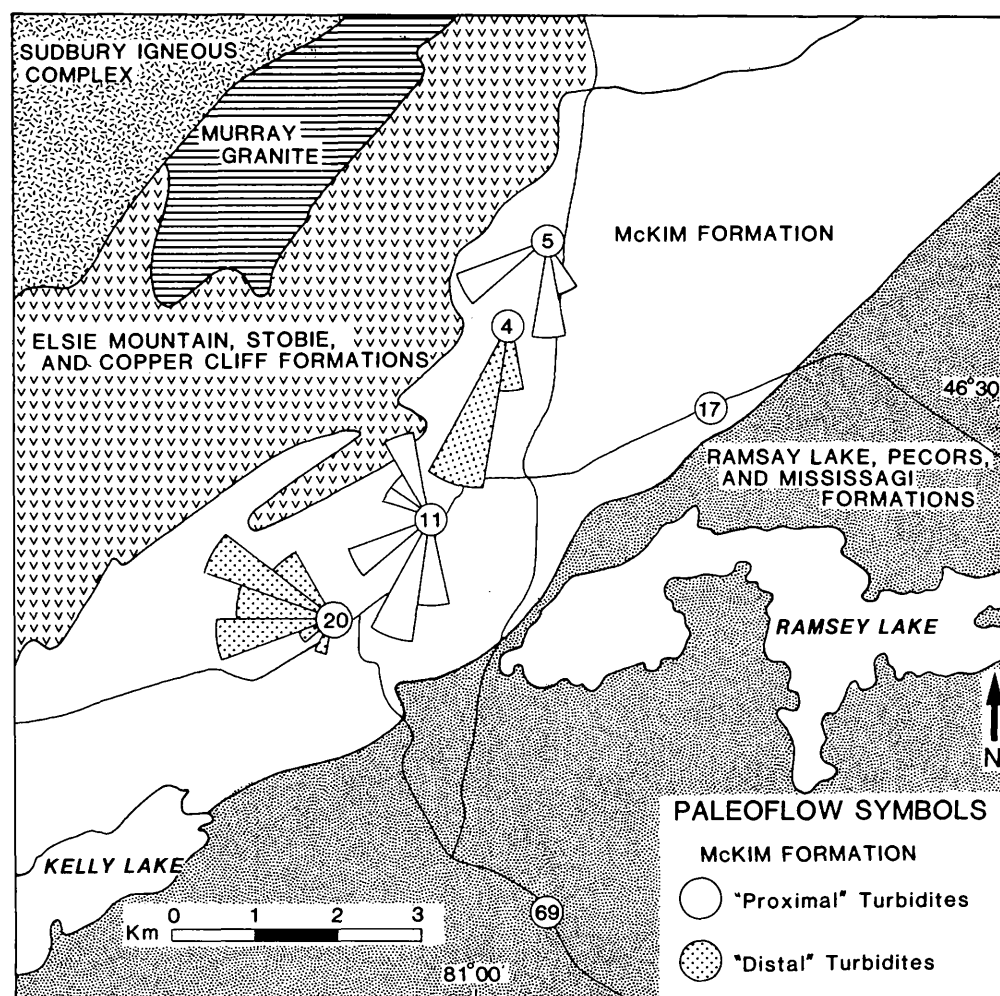 SUDBURY IGNEOUS
COMPLEX
MURRAY
GRANITE
5
McKIM FORMATION
4
ELSIE MOUNTAIN, STOBIE,
AND COPPER CLIFF FORMATIONS
46°30
17
RAMSAY LAKE, PECORS,
AND MISSISSAGI
FORMATIONS
11
20
RAMSEY LAKE
N
PALEOFLOW SYMBOLS
McKIM FORMATION
"Proximal" Turbidites
"Distal" Turbidites
KELLY LAKE
0 1 2 3
Km
69
81°00'